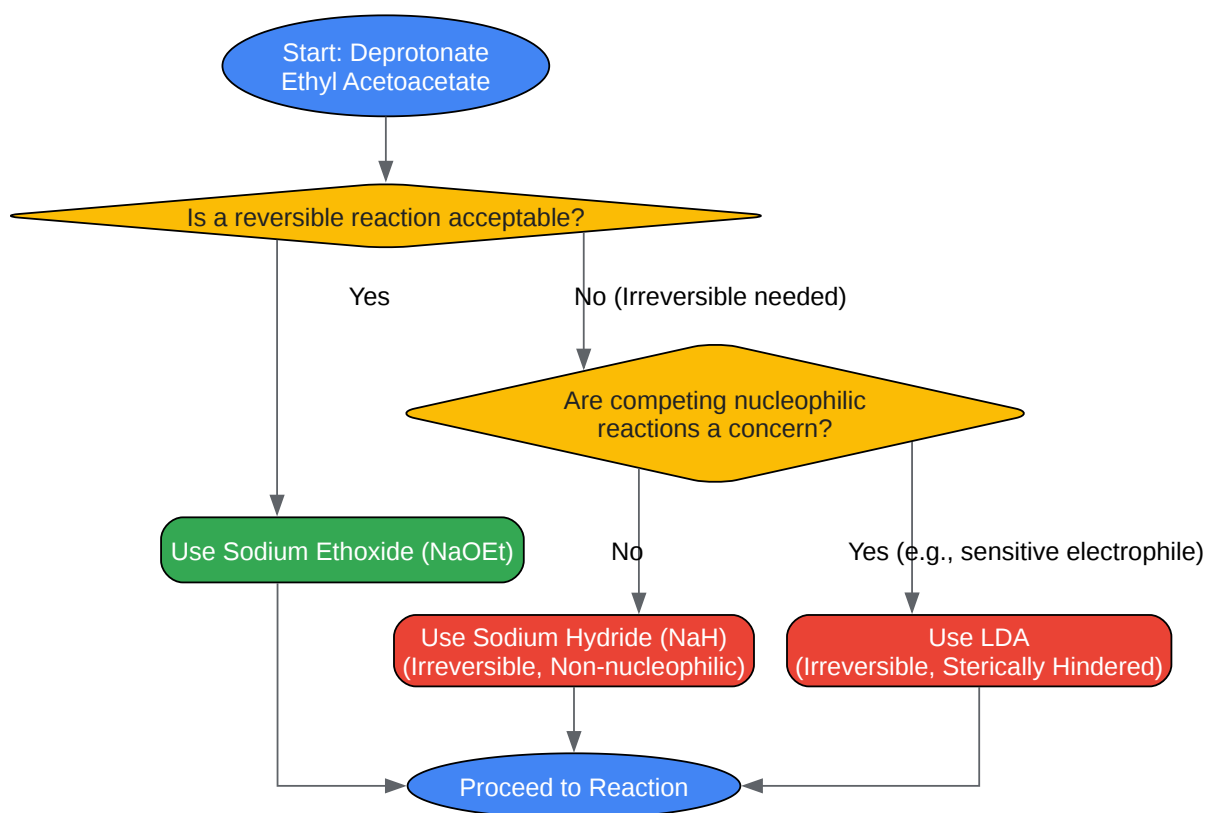 Start: Deprotonate
Ethyl Acetoacetate
Is a reversible reaction acceptable?
Yes
No (Irreversible needed)
Are competing nucleophilic
reactions a concern?
Use Sodium Ethoxide (NaOEt)
No
Yes (e.g., sensitive electrophile)
Use Sodium Hydride (NaH)
(Irreversible, Non-nucleophilic)
Use LDA
(Irreversible, Sterically Hindered)
Proceed to Reaction